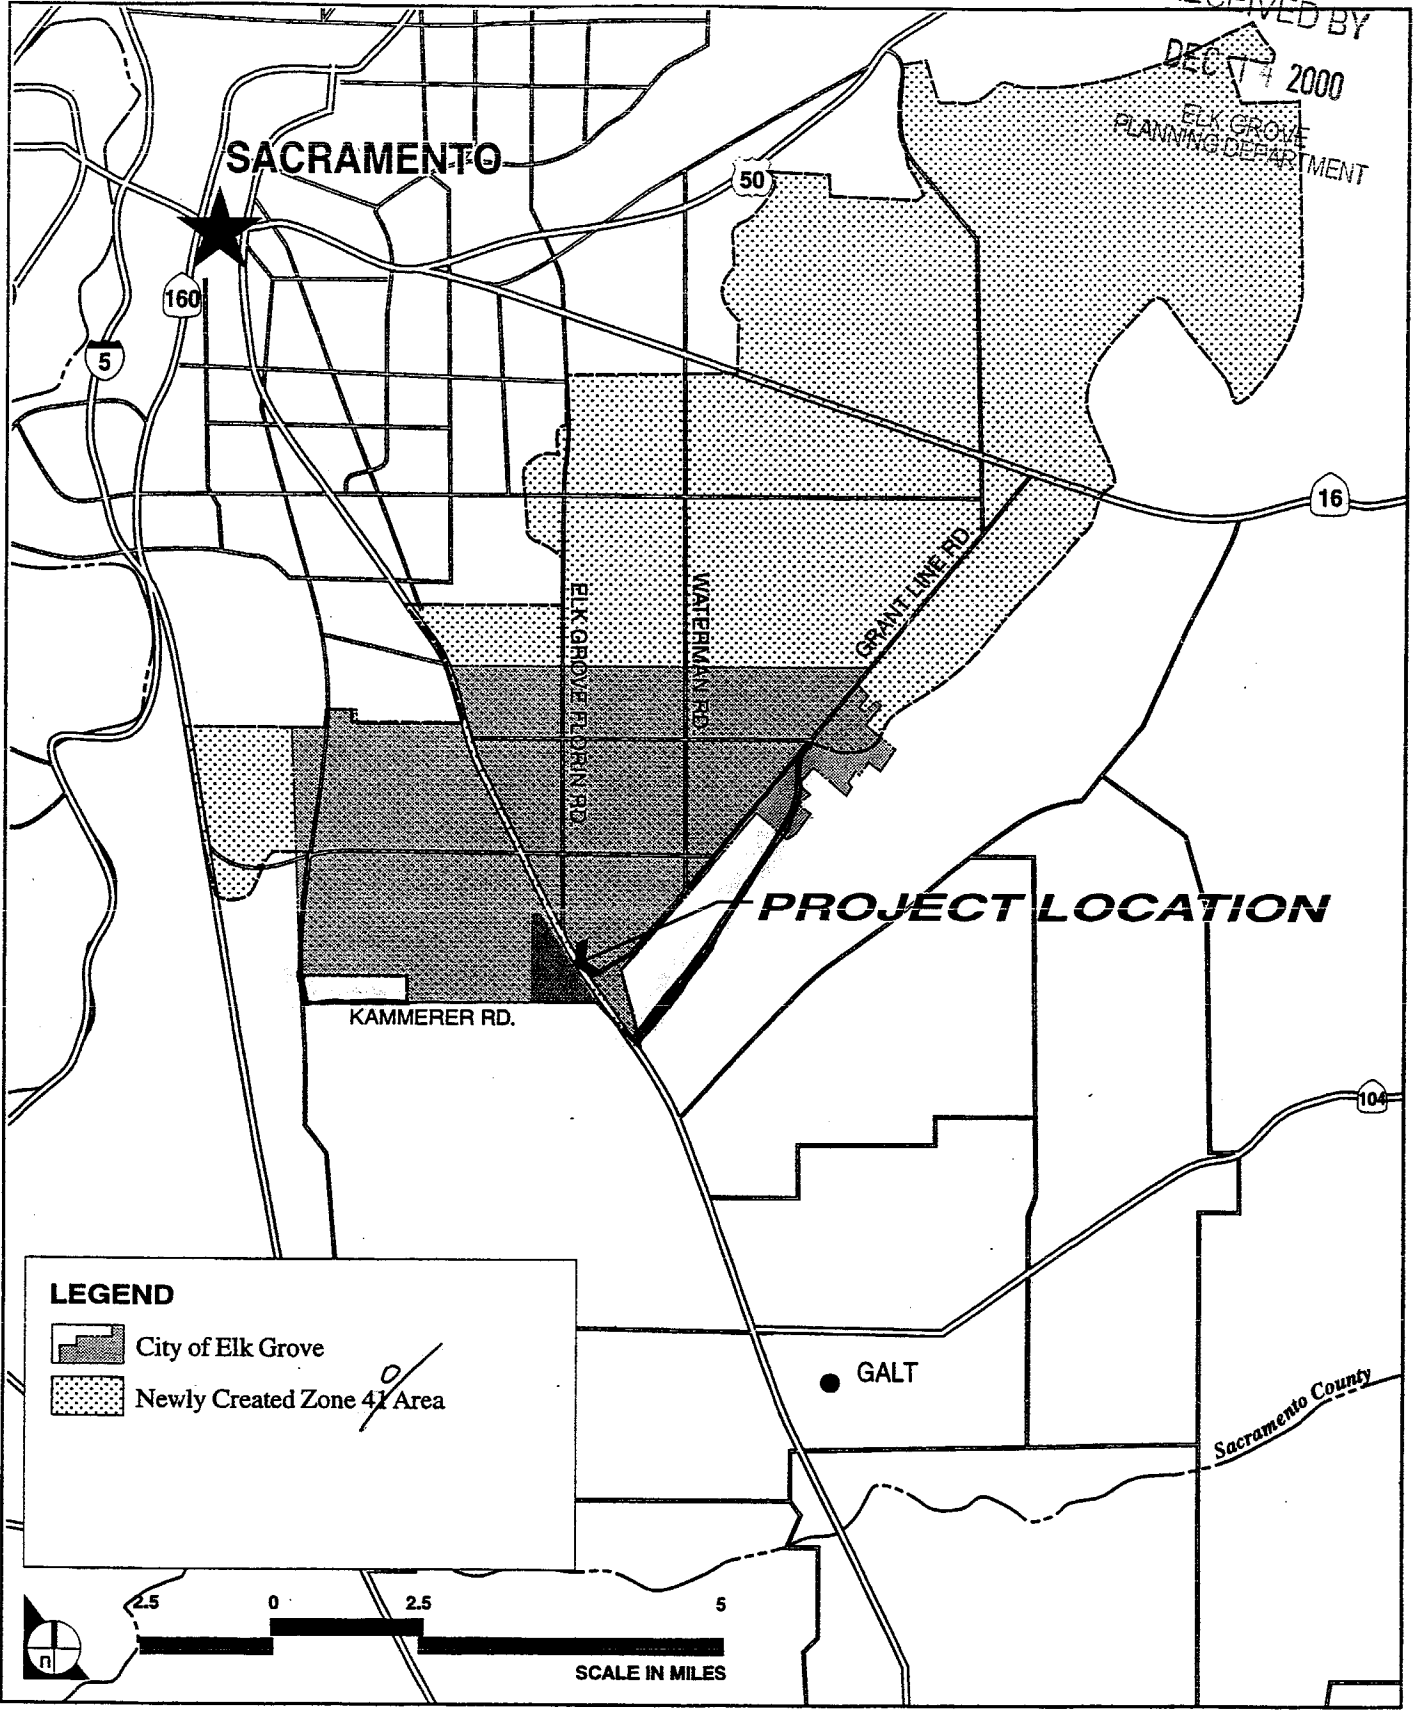 RECEIVED BY
DEC 14 2000
ELK GROVE
PLANNING DEPARTMENT
SACRAMENTO
50
160
5
16
GRANT LINE RD.
ELK GROVE FLORIN RD.
WATERMAN RD
PROJECT LOCATION
KAMMERER RD.
104
LEGEND
City of Elk Grove
Newly Created Zone 41 Area
GALT
Sacramento County
2.5 0 2.5 5
SCALE IN MILES
n